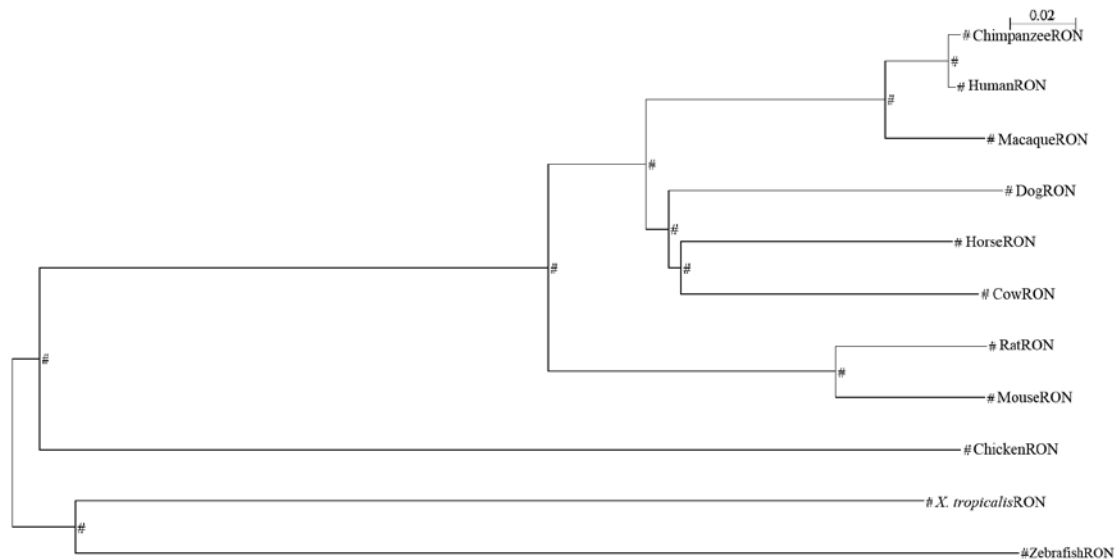 0.02
# ChimpanzeeRON
#
# HumanRON
#
# MacaqueRON
#
# DogRON
#
# HorseRON
#
#
# CowRON
# RatRON
#
#
# MouseRON
# ChickenRON
# X. tropicalisRON
#
#ZebrafishRON